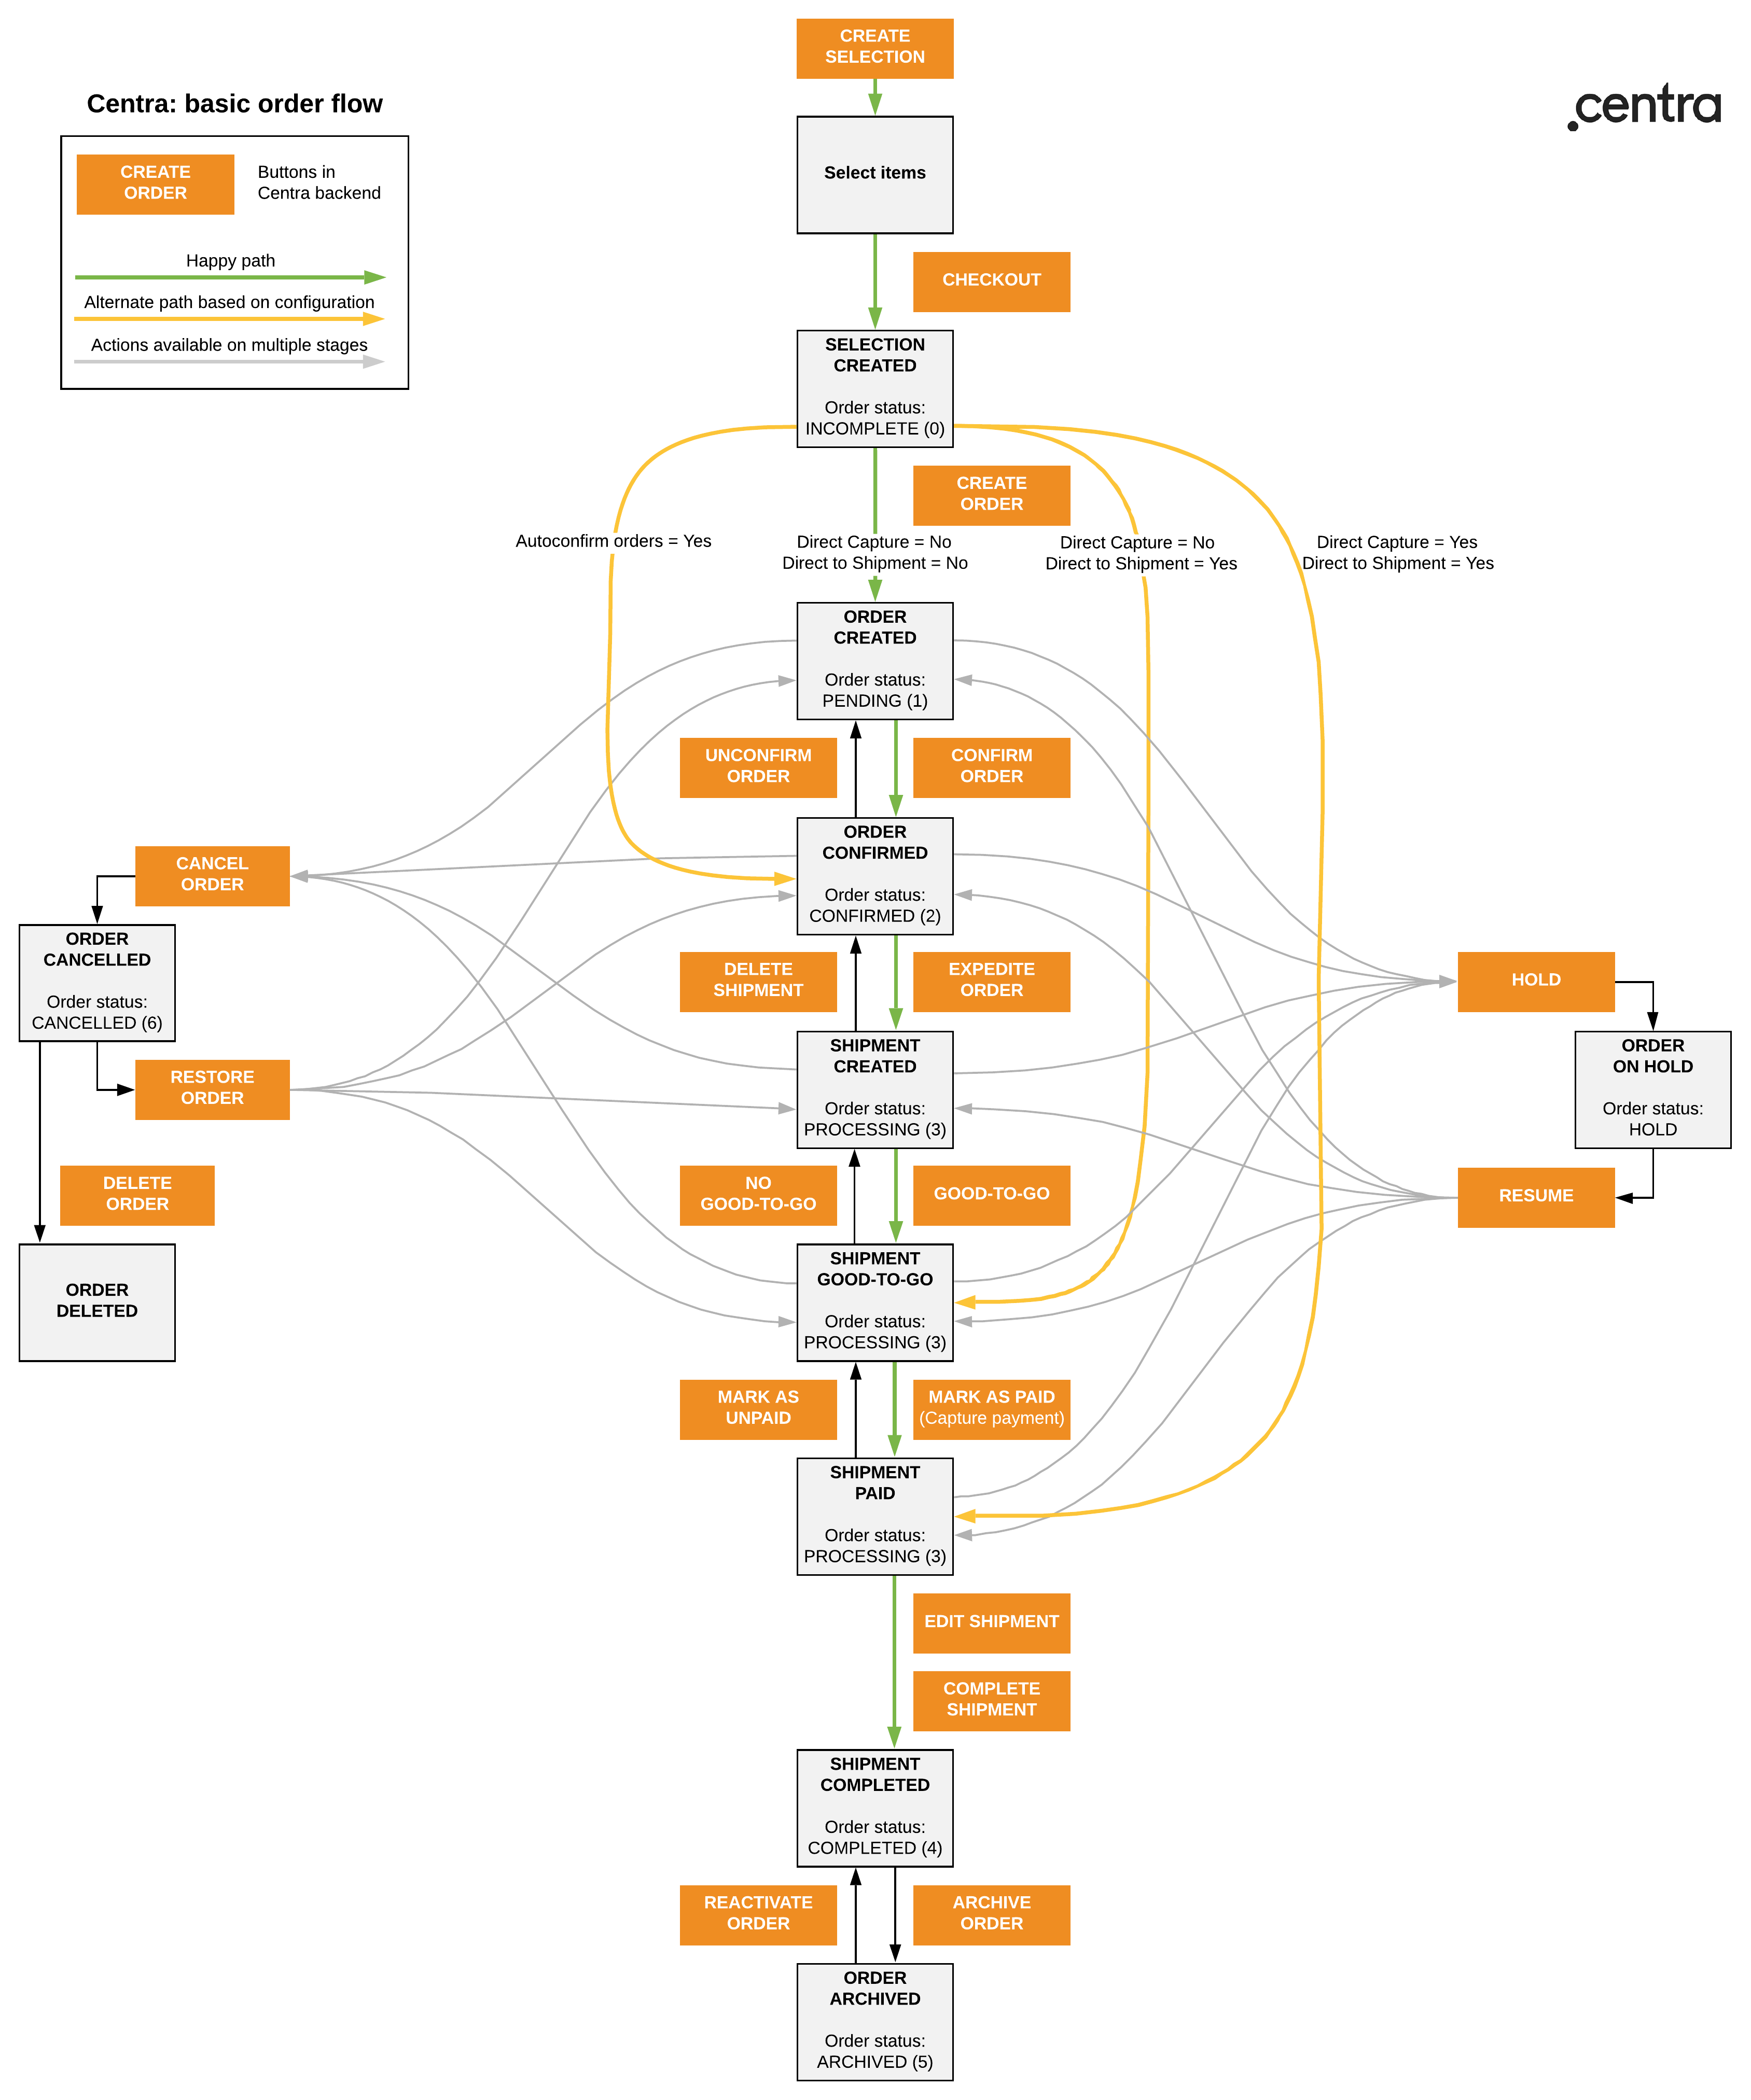 CREATE
SELECTION
Centra: basic order flow
centra
CREATE
ORDER
Buttons in
Centra backend
Happy path
Alternate path based on configuration
Actions available on multiple stages
Select items
CHECKOUT
SELECTION
CREATED
Order status:
INCOMPLETE (0)
CREATE
ORDER
Autoconfirm orders = Yes
Direct Capture = No
Direct to Shipment = No
Direct Capture = No
Direct to Shipment = Yes
Direct Capture = Yes
Direct to Shipment = Yes
ORDER
CREATED
Order status:
PENDING (1)
UNCONFIRM
ORDER
CONFIRM
ORDER
ORDER
CONFIRMED
Order status:
CONFIRMED (2)
CANCEL
ORDER
ORDER
CANCELLED
Order status:
CANCELLED (6)
DELETE
SHIPMENT
EXPEDITE
ORDER
HOLD
SHIPMENT
CREATED
Order status:
PROCESSING (3)
ORDER
ON HOLD
Order status:
HOLD
RESTORE
ORDER
DELETE
ORDER
NO
GOOD-TO-GO
GOOD-TO-GO
RESUME
ORDER
DELETED
SHIPMENT
GOOD-TO-GO
Order status:
PROCESSING (3)
MARK AS
UNPAID
MARK AS PAID
(Capture payment)
SHIPMENT
PAID
Order status:
PROCESSING (3)
EDIT SHIPMENT
COMPLETE
SHIPMENT
SHIPMENT
COMPLETED
Order status:
COMPLETED (4)
REACTIVATE
ORDER
ARCHIVE
ORDER
ORDER
ARCHIVED
Order status:
ARCHIVED (5)